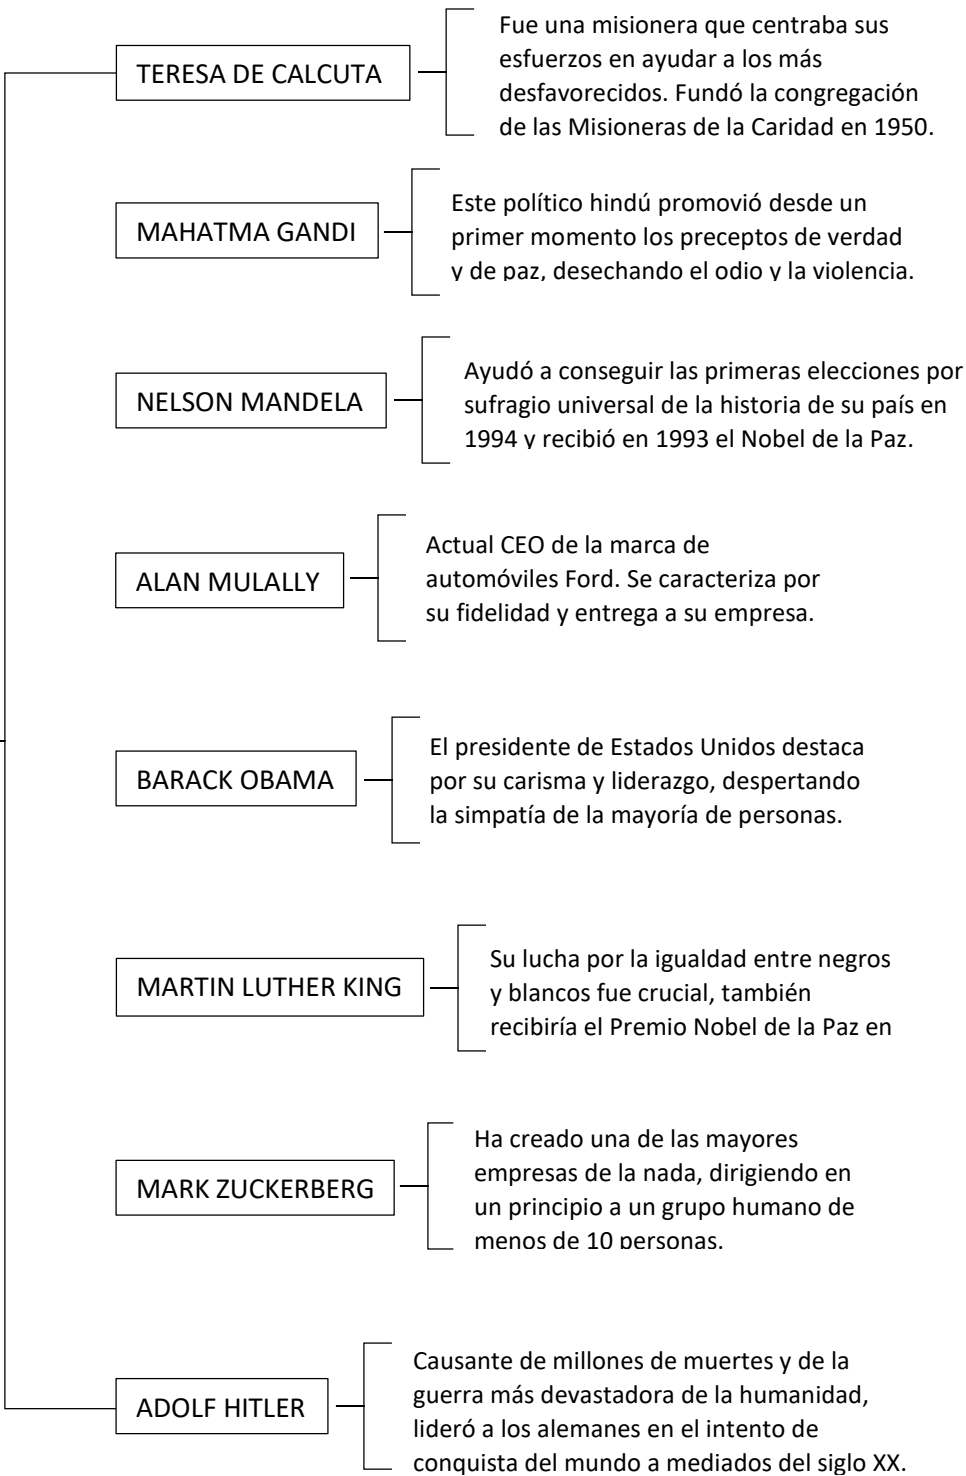 TERESA DE CALCUTA
Fue una misionera que centraba sus
esfuerzos en ayudar a los más
desfavorecidos. Fundó la congregación
de las Misioneras de la Caridad en 1950.
MAHATMA GANDI
Este político hindú promovió desde un
primer momento los preceptos de verdad
y de paz, desechando el odio y la violencia.
NELSON MANDELA
Ayudó a conseguir las primeras elecciones por
sufragio universal de la historia de su país en
1994 y recibió en 1993 el Nobel de la Paz.
ALAN MULALLY
Actual CEO de la marca de
automóviles Ford. Se caracteriza por
su fidelidad y entrega a su empresa.
BARACK OBAMA
El presidente de Estados Unidos destaca
por su carisma y liderazgo, despertando
la simpatía de la mayoría de personas.
MARTIN LUTHER KING
Su lucha por la igualdad entre negros
y blancos fue crucial, también
recibiría el Premio Nobel de la Paz en
MARK ZUCKERBERG
Ha creado una de las mayores
empresas de la nada, dirigiendo en
un principio a un grupo humano de
menos de 10 personas.
ADOLF HITLER
Causante de millones de muertes y de la
guerra más devastadora de la humanidad,
lideró a los alemanes en el intento de
conquista del mundo a mediados del siglo XX.